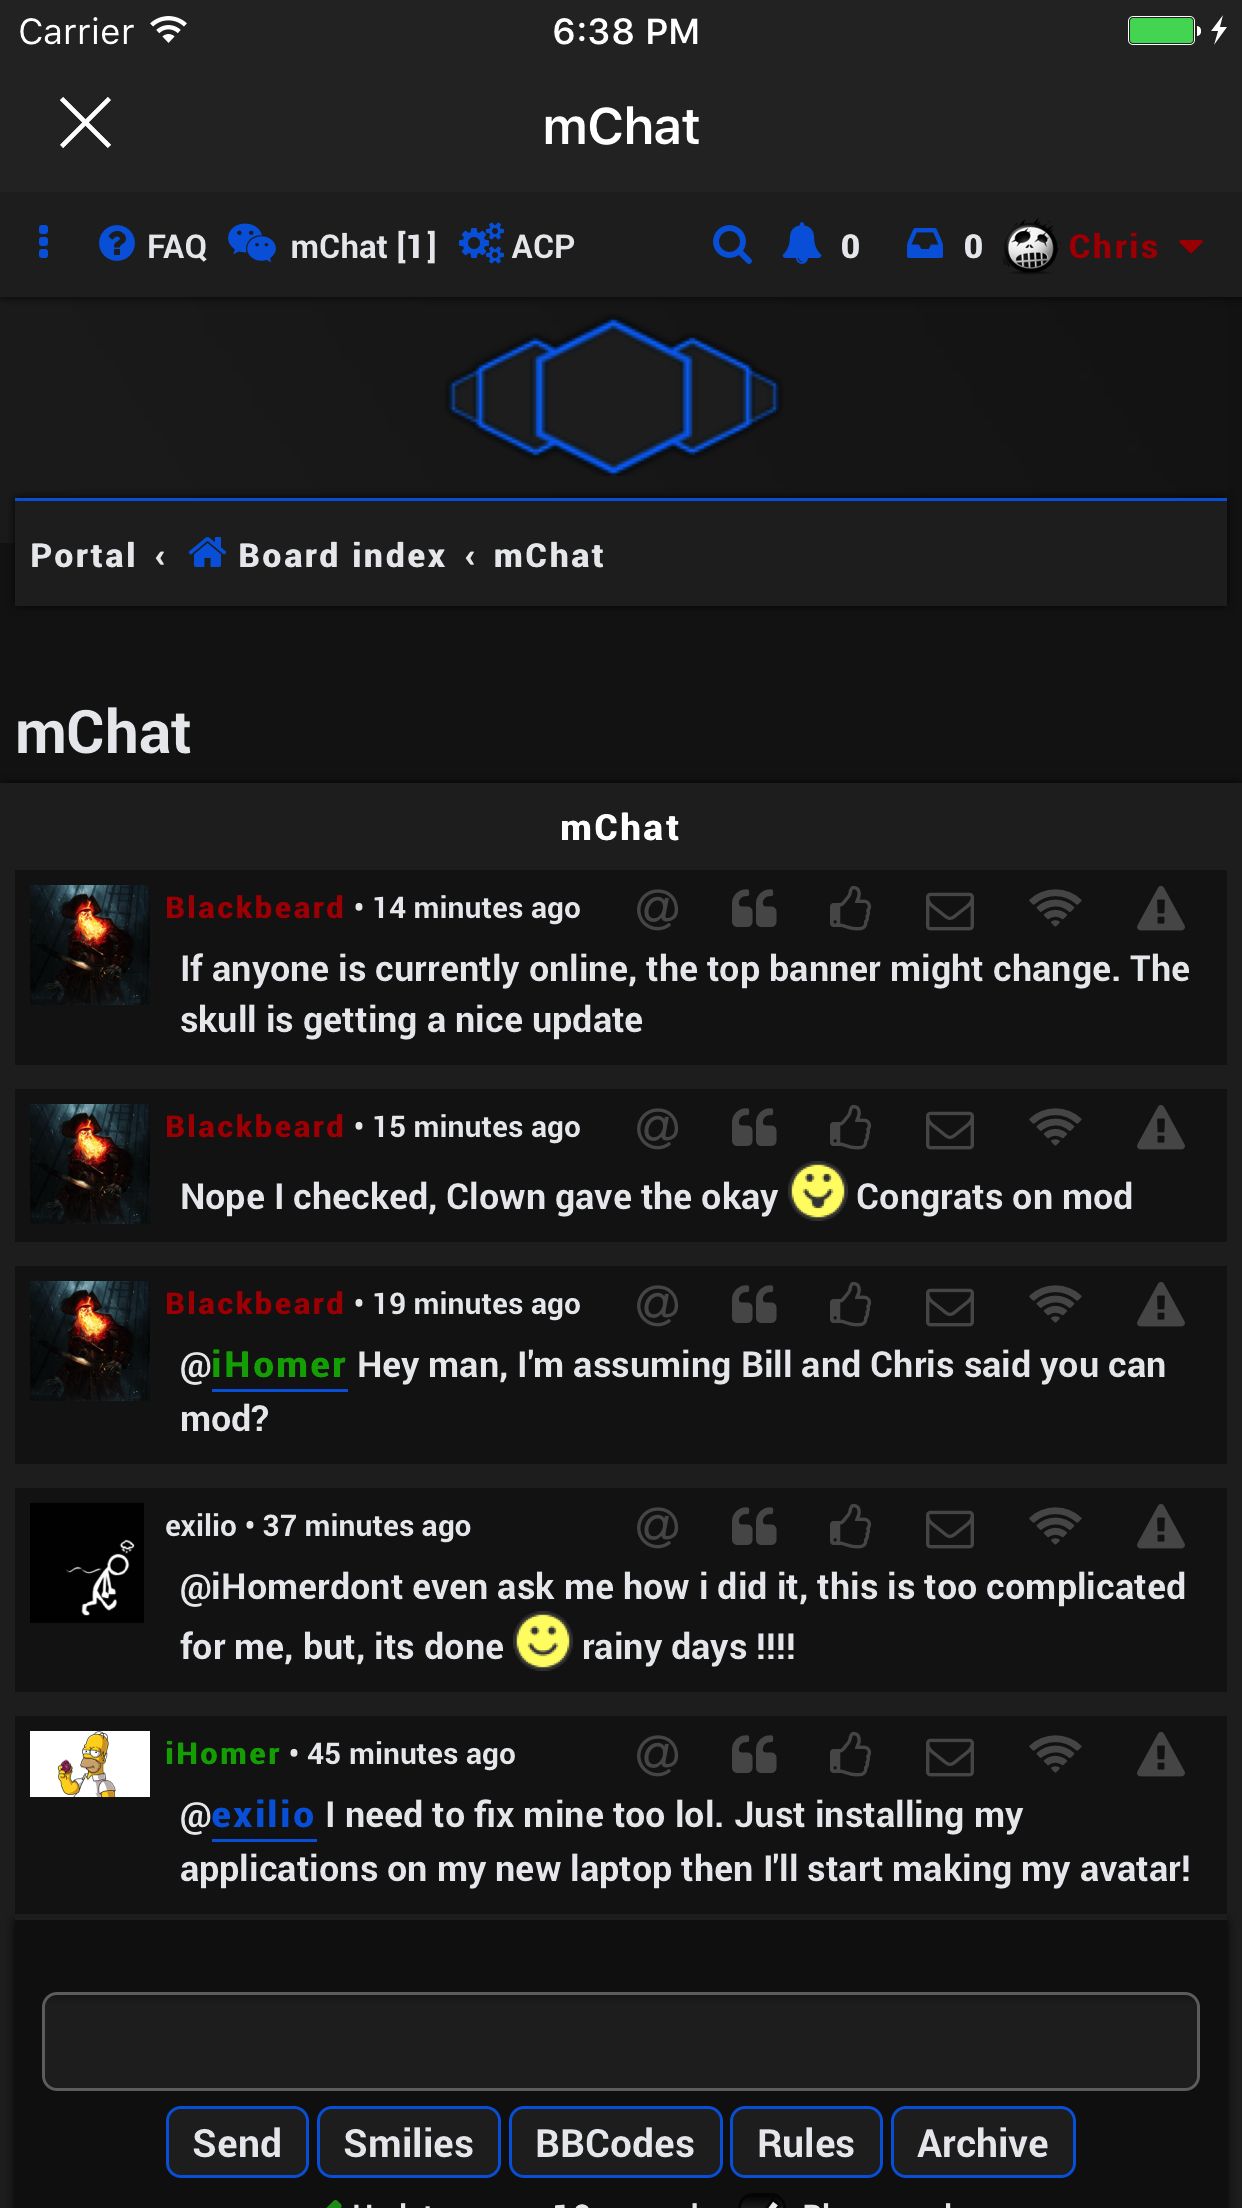 Carrier 6:38 PM
mChat
FAQ mChat [1] ACP 0 0 Chris
Portal ‹ Board index ‹ mChat
mChat
mChat
Blackbeard • 14 minutes ago
If anyone is currently online, the top banner might change. The
skull is getting a nice update
Blackbeard • 15 minutes ago
Nope I checked, Clown gave the okay Congrats on mod
Blackbeard • 19 minutes ago
@iHomer Hey man, I'm assuming Bill and Chris said you can
mod?
exilio • 37 minutes ago
@iHomerdont even ask me how i did it, this is too complicated
for me, but, its done rainy days !!!!
iHomer • 45 minutes ago
@exilio I need to fix mine too lol. Just installing my
applications on my new laptop then I'll start making my avatar!
Send Smilies BBCodes Rules Archive